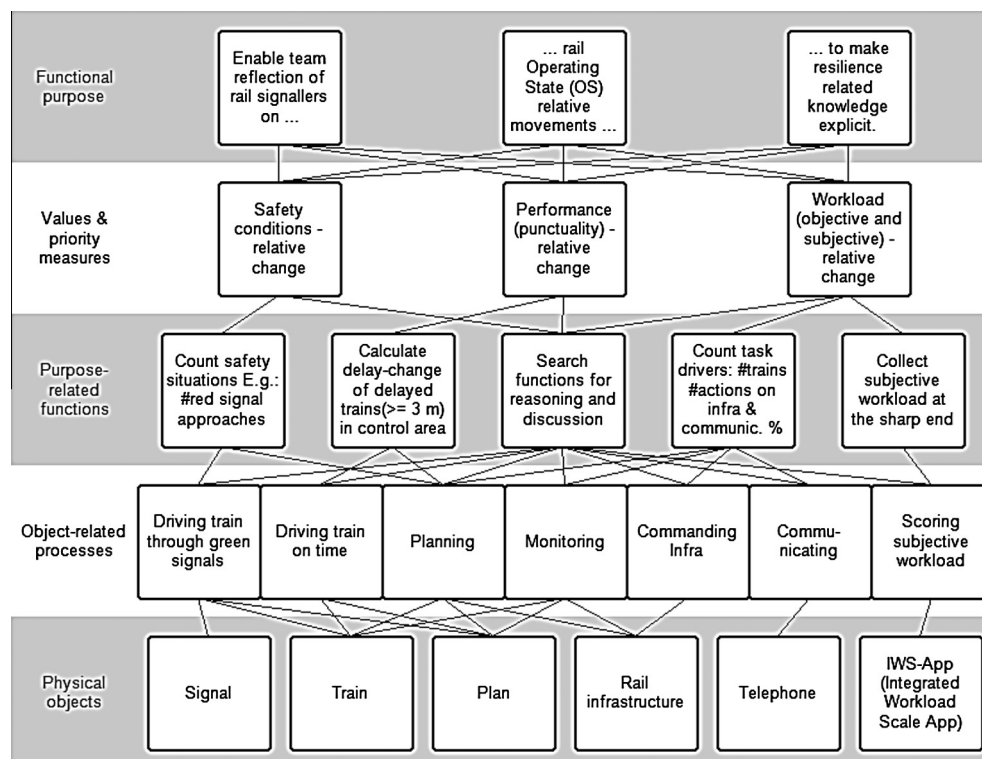 Functional
purpose
Enable team
reflection of
rail signallers
on ...
... rail
Operating
State (OS)
relative
movements ...
... to make
resilience
related
knowledge
explicit.
Values &
priority
measures
Safety
conditions -
relative
change
Performance
(punctuality) -
relative
change
Workload
(objective and
subjective) -
relative
change
Purpose-
related
functions
Count safety
situations E.g.:
#red signal
approaches
Calculate
delay-change
of delayed
trains(>= 3 m)
in control area
Search
functions for
reasoning and
discussion
Count task
drivers: #trains
#actions on
infra &
communic. %
Collect
subjective
workload at
the sharp end
Object-related
processes
Driving train
through green
signals
Driving train
on time
Planning
Monitoring
Commanding
Infra
Commu-
nicating
Scoring
subjective
workload
Physical
objects
Signal
Train
Plan
Rail
infrastructure
Telephone
IWS-App
(Integrated
Workload
Scale App)